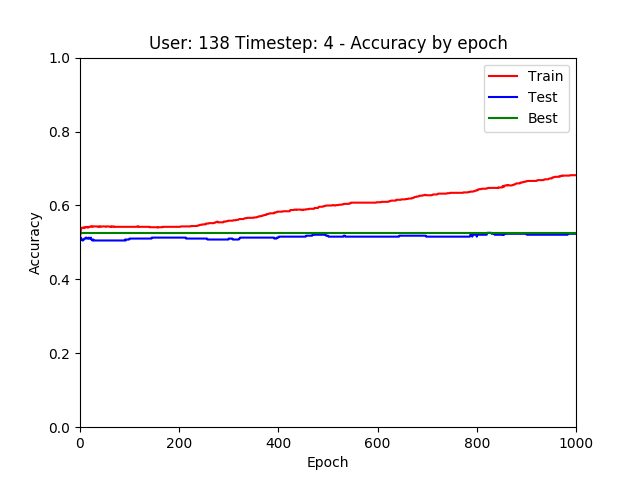 User: 138 Timestep: 4 - Accuracy by epoch
1.0
0.8
0.6
0.4
0.2
0.0
Accuracy
Train
Test
Best
0 200 400 600 800 1000
Epoch